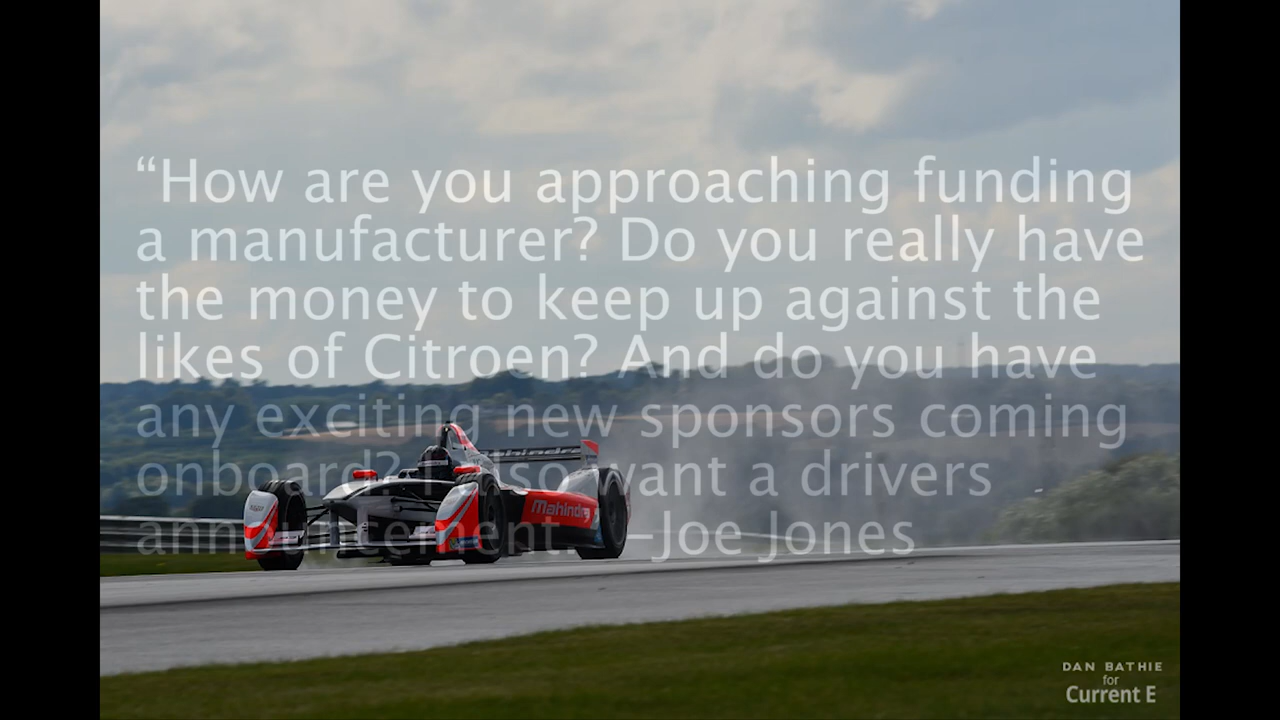 “How are you approaching funding
a manufacturer? Do you really have
the money to keep up against the
likes of Citroen? And do you have
any exciting new sponsors coming
onboard? I also want a drivers
announcement.” —Joe Jones
Mahindra
DAN BATHIE
for
Current E